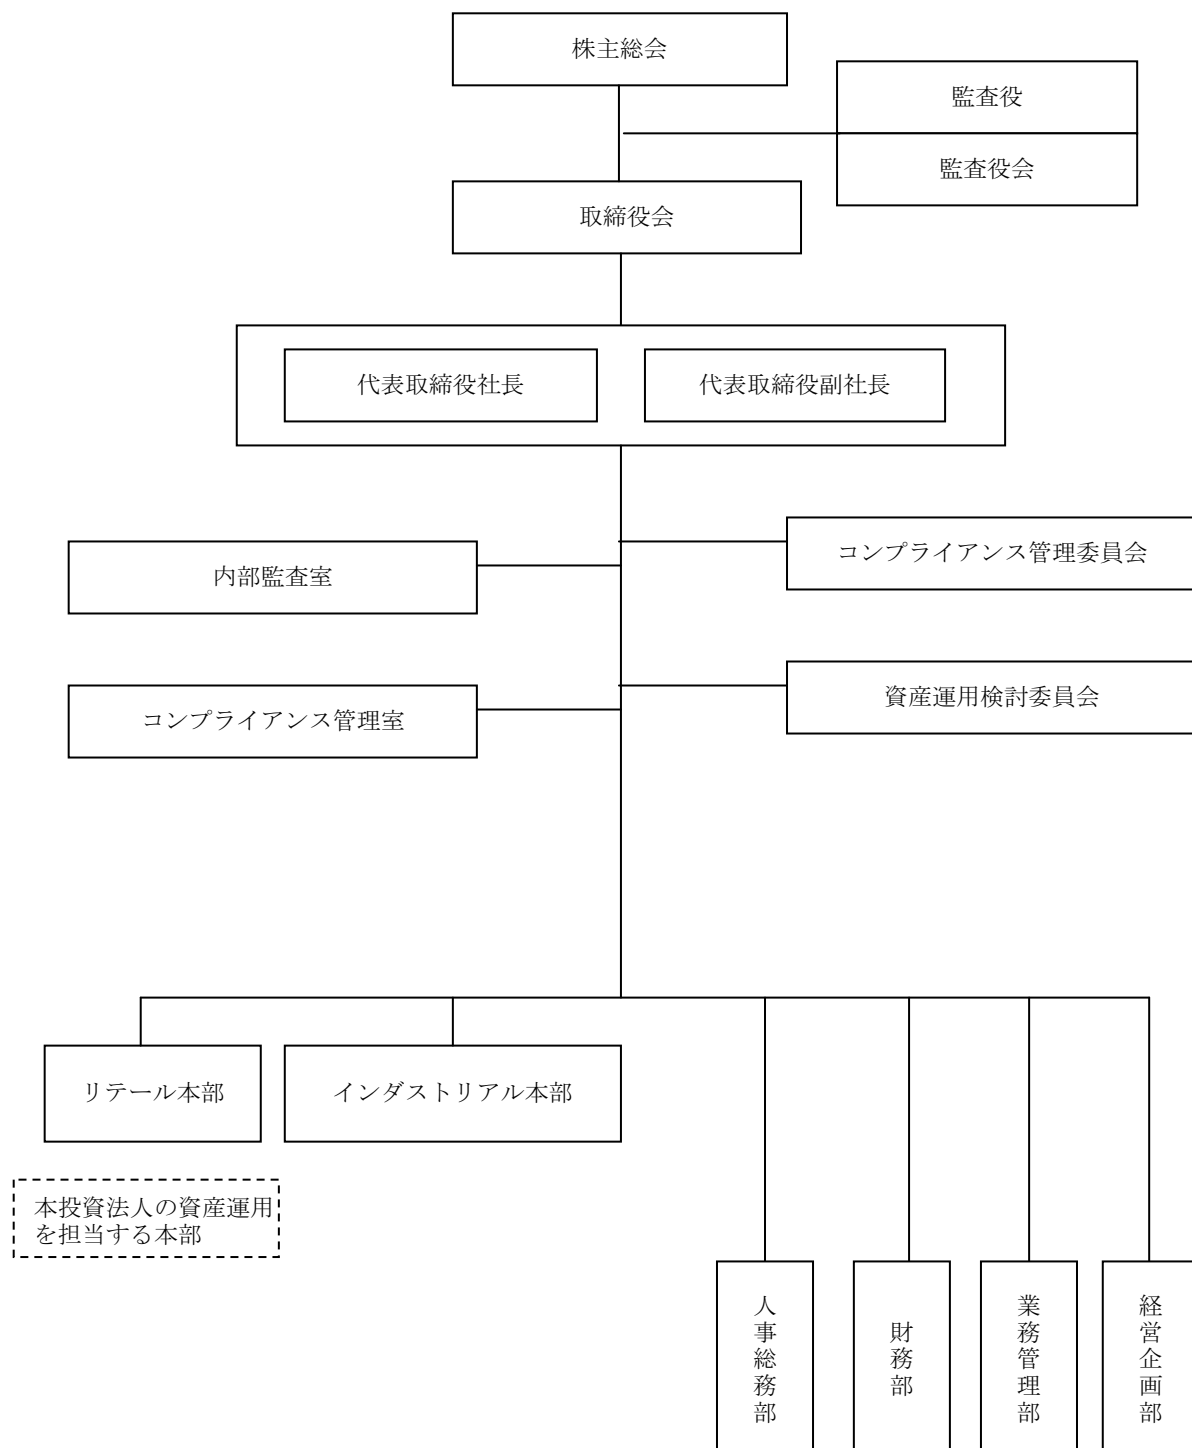 株主総会
監査役
監査役会
取締役会
代表取締役社長
代表取締役副社長
コンプライアンス管理委員会
内部監査室
資産運用検討委員会
コンプライアンス管理室
リテール本部
インダストリアル本部
本投資法人の資産運用
を担当する本部
人事総務部
財務部
業務管理部
経営企画部